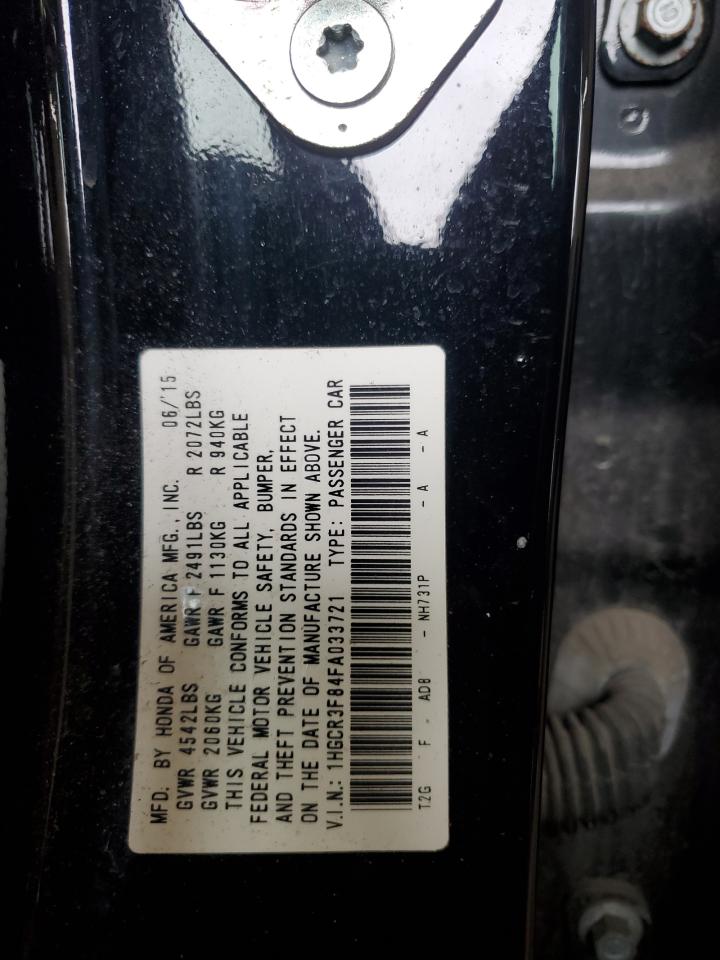 MFD. BY HONDA OF AMERICA MFG., INC. 06/'15
GVWR 4542LBS GAWR F 2491LBS R 2072LBS
GVWR 2060KG GAWR F 1130KG R 940KG
THIS VEHICLE CONFORMS TO ALL APPLICABLE
FEDERAL MOTOR VEHICLE SAFETY, BUMPER,
AND THEFT PREVENTION STANDARDS IN EFFECT
ON THE DATE OF MANUFACTURE SHOWN ABOVE.
V.I.N.: 1HGCR3F84FA033721 TYPE: PASSENGER CAR
T2G F - AD8 - NH731P - A - A